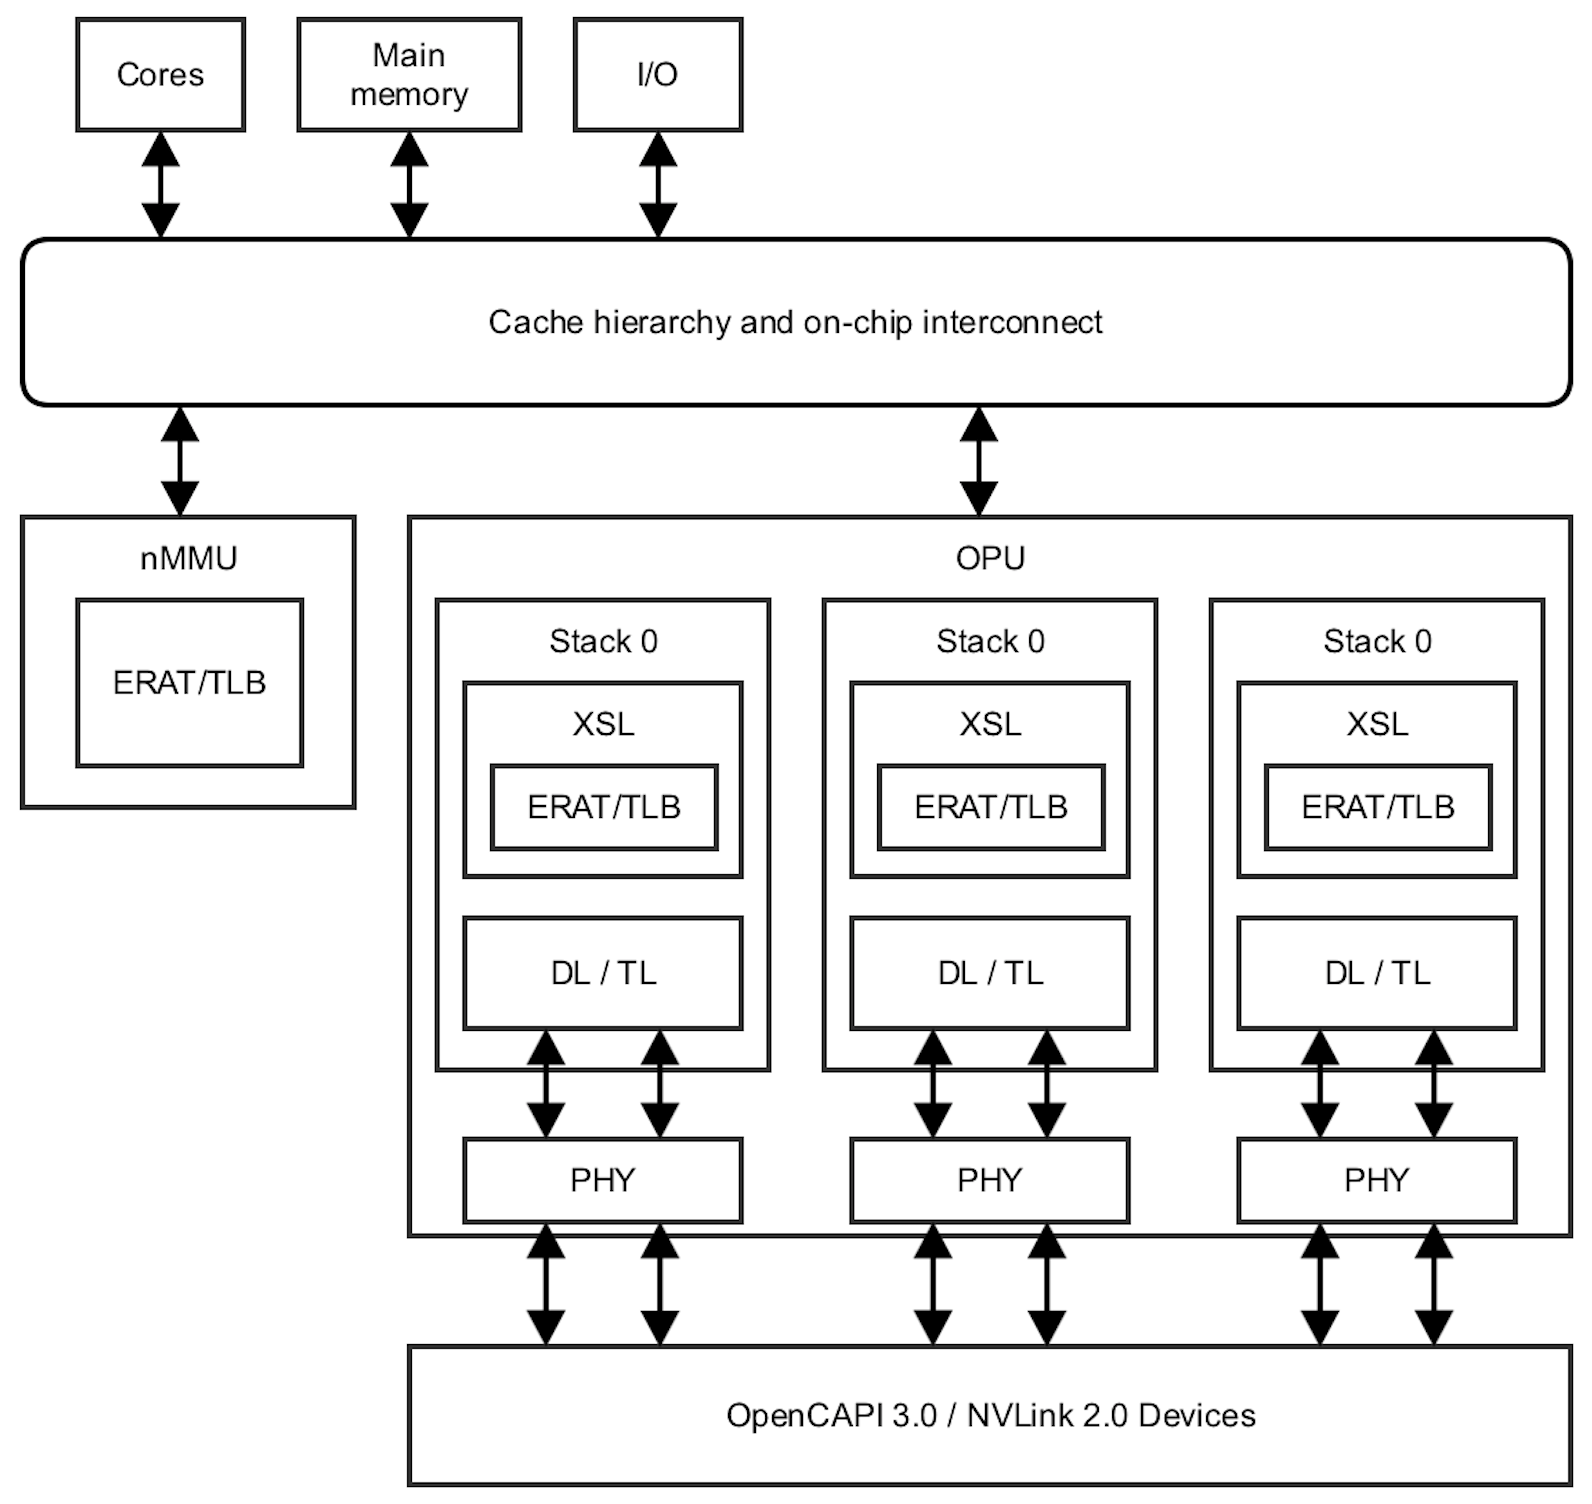 Cores
Main
memory
I/O
Cache hierarchy and on-chip interconnect
nMMU
ERAT/TLB
OPU
Stack 0
XSL
ERAT/TLB
DL / TL
PHY
Stack 0
XSL
ERAT/TLB
DL / TL
PHY
Stack 0
XSL
ERAT/TLB
DL / TL
PHY
OpenCAPI 3.0 / NVLink 2.0 Devices